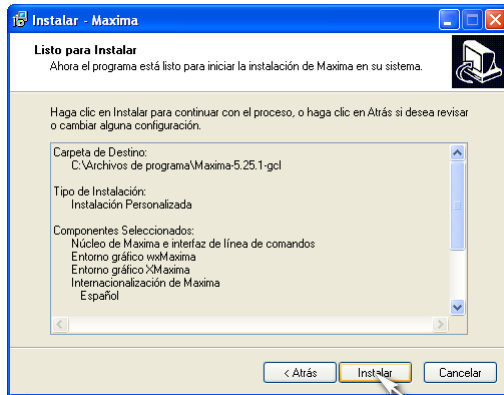 Instalar - Maxima
Listo para Instalar
Ahora el programa está listo para iniciar la instalación de Maxima en su sistema.
Haga clic en Instalar para continuar con el proceso, o haga clic en Atrás si desea revisar
o cambiar alguna configuración.
Carpeta de Destino:
C:\Archivos de programa\Maxima-5.25.1-gcl
Tipo de Instalación:
Instalación Personalizada
Componentes Seleccionados:
Núcleo de Maxima e interfaz de línea de comandos
Entorno gráfico wxMaxima
Entorno gráfico XMaxima
Internacionalización de Maxima
Español
< Atrás
Instalar
Cancelar